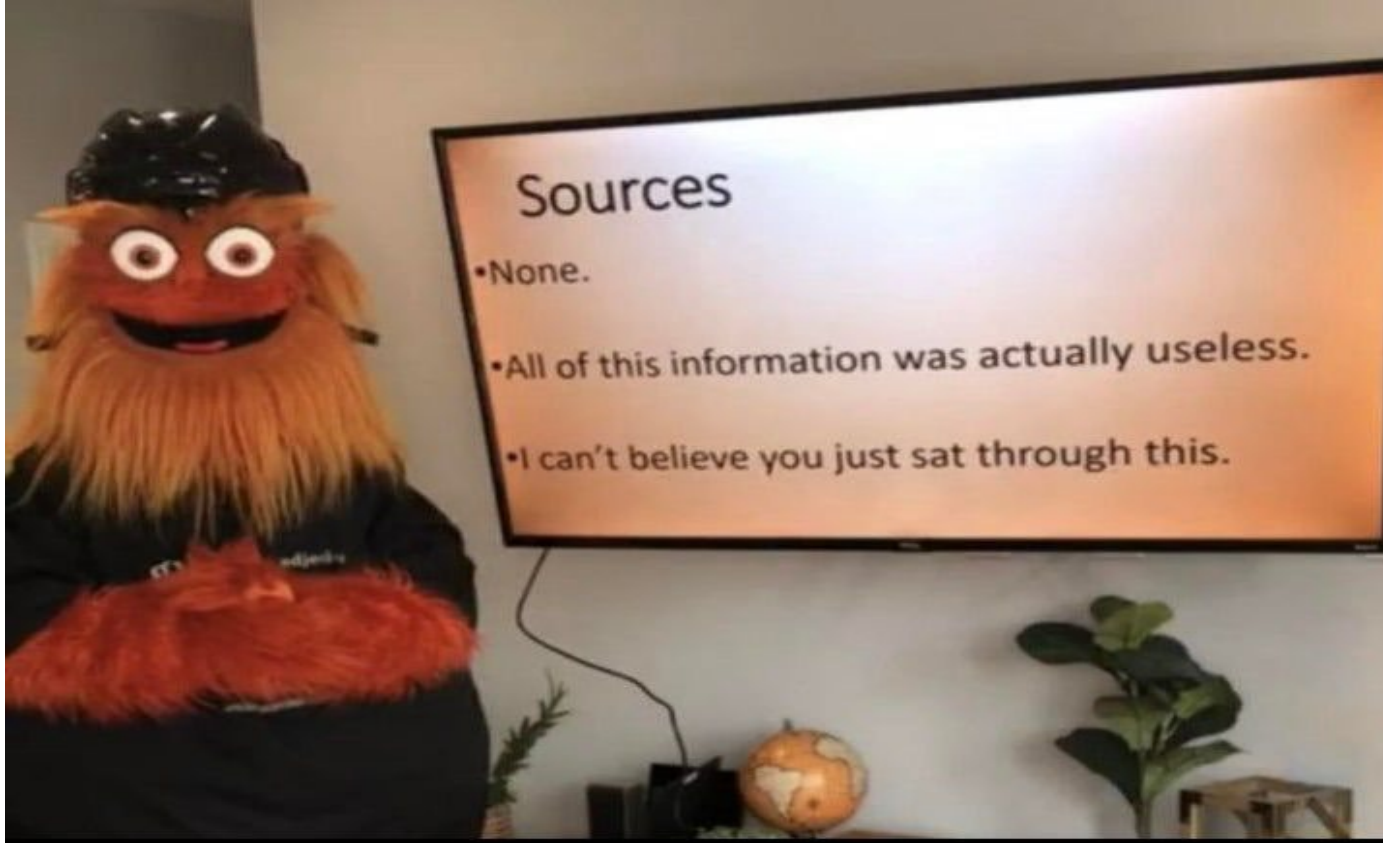 Sources
•None.
•All of this information was actually useless.
•I can't believe you just sat through this.